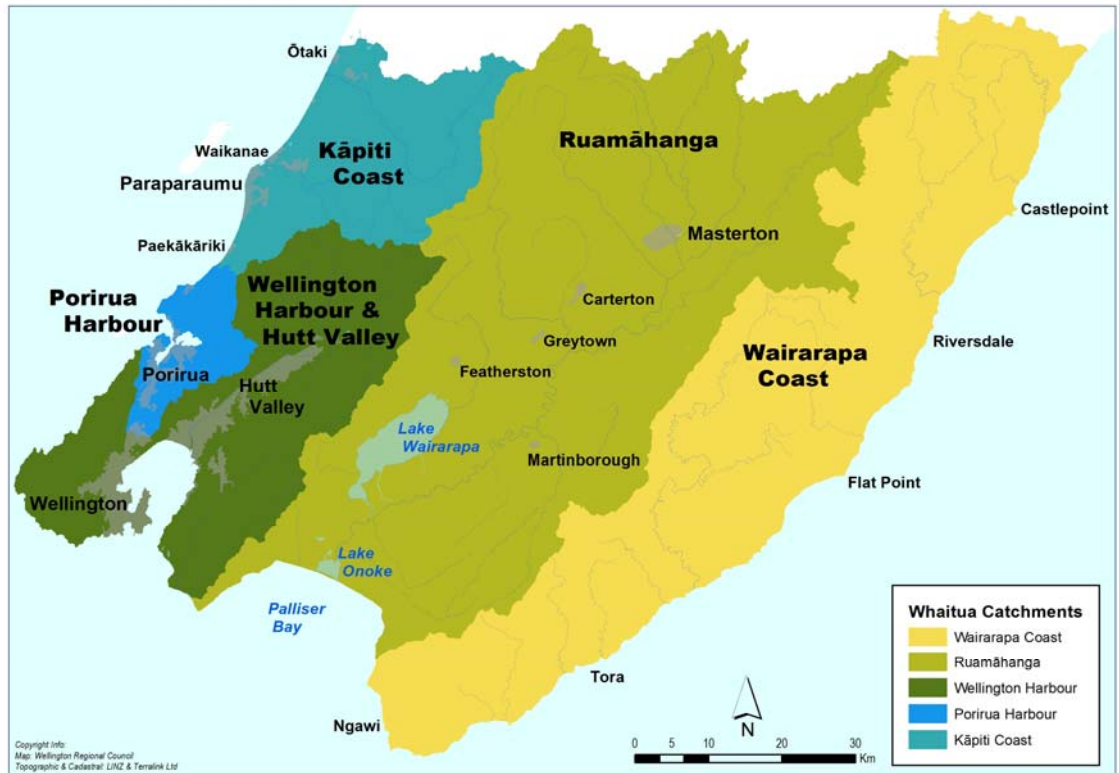 Ōtaki
Waikanae
Paraparaumu
Paekākāriki
Kāpiti
Coast
Ruamāhanga
Masterton
Castlepoint
Porirua
Harbour
Wellington
Harbour &
Hutt Valley
Carterton
Greytown
Featherston
Riversdale
Wairarapa
Coast
Porirua
Hutt
Valley
Lake
Wairarapa
Martinborough
Flat Point
Wellington
Lake
Onoke
Palliser
Bay
Tora
Ngawi
Whaitua Catchments
Wairarapa Coast
Ruamāhanga
Wellington Harbour
Porirua Harbour
Kāpiti Coast
N
0 10 20 30
Km
Copyright Info:
Map: Wellington Regional Council
Topographic & Cadastral: LINZ & Terralink Ltd